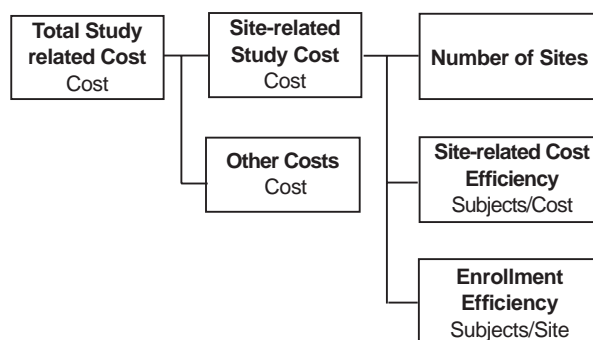 Total Study
related Cost
Cost
Site-related
Study Cost
Cost
Number of Sites
Other Costs
Cost
Site-related Cost
Efficiency
Subjects/Cost
Enrollment
Efficiency
Subjects/Site